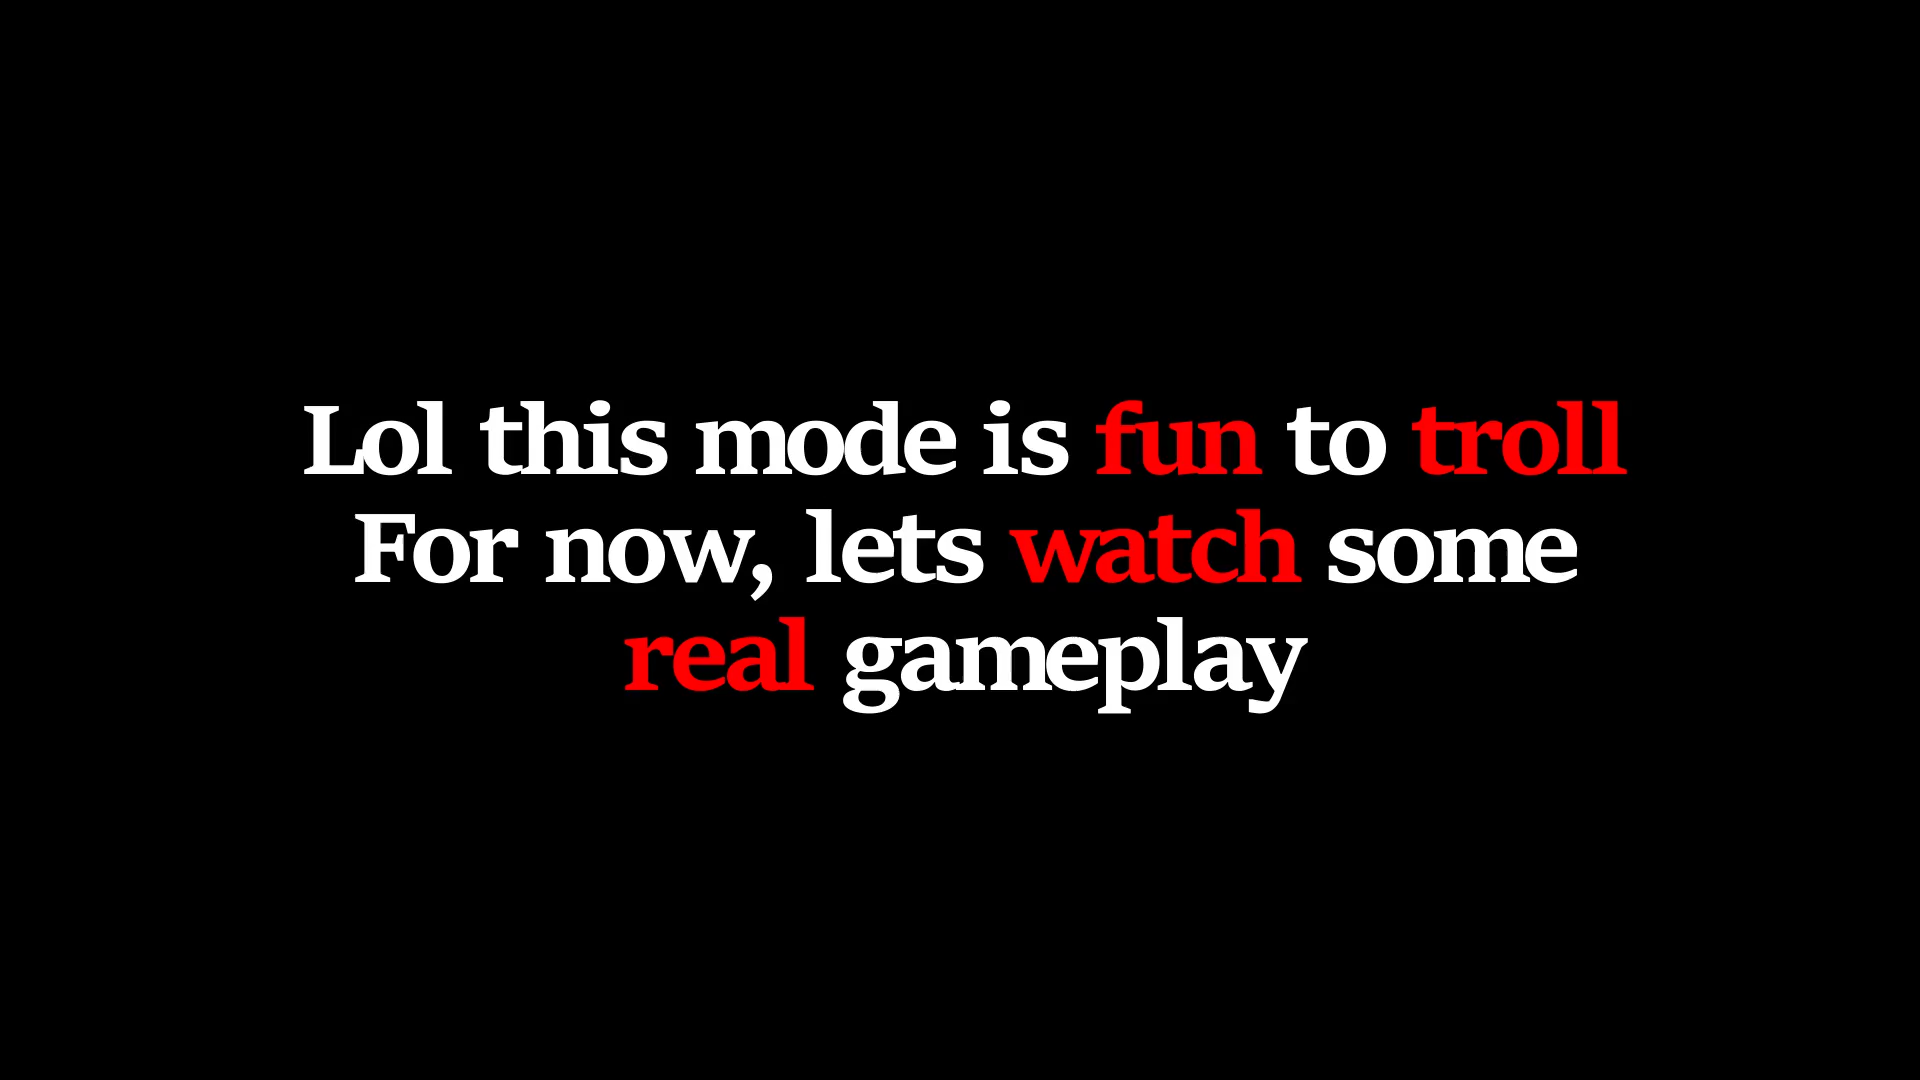 Lol this mode is fun to troll
For now, lets watch some
real gameplay